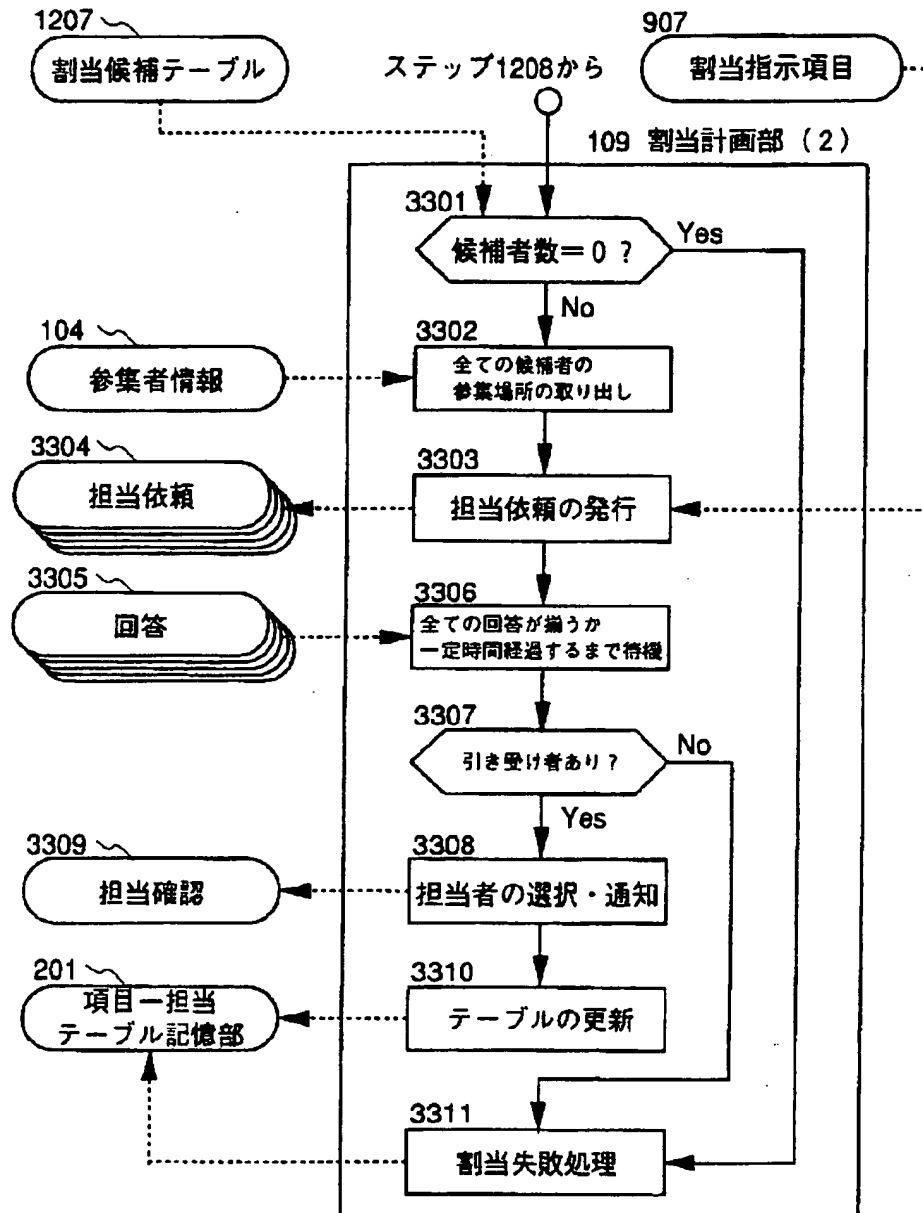 1207
割当候補テーブル
ステップ1208から
907
割当指示項目
109 割当計画部(2)
3301
候補者数=0?
Yes
No
104
参集者情報
3302
全ての候補者の
参集場所の取り出し
3304
担当依頼
3303
担当依頼の発行
3305
回答
3306
全ての回答が揃うか
一定時間経過するまで待機
3307
引き受け者あり?
No
Yes
3309
担当確認
3308
担当者の選択・通知
201
項目ー担当
テーブル記憶部
3310
テーブルの更新
3311
割当失敗処理